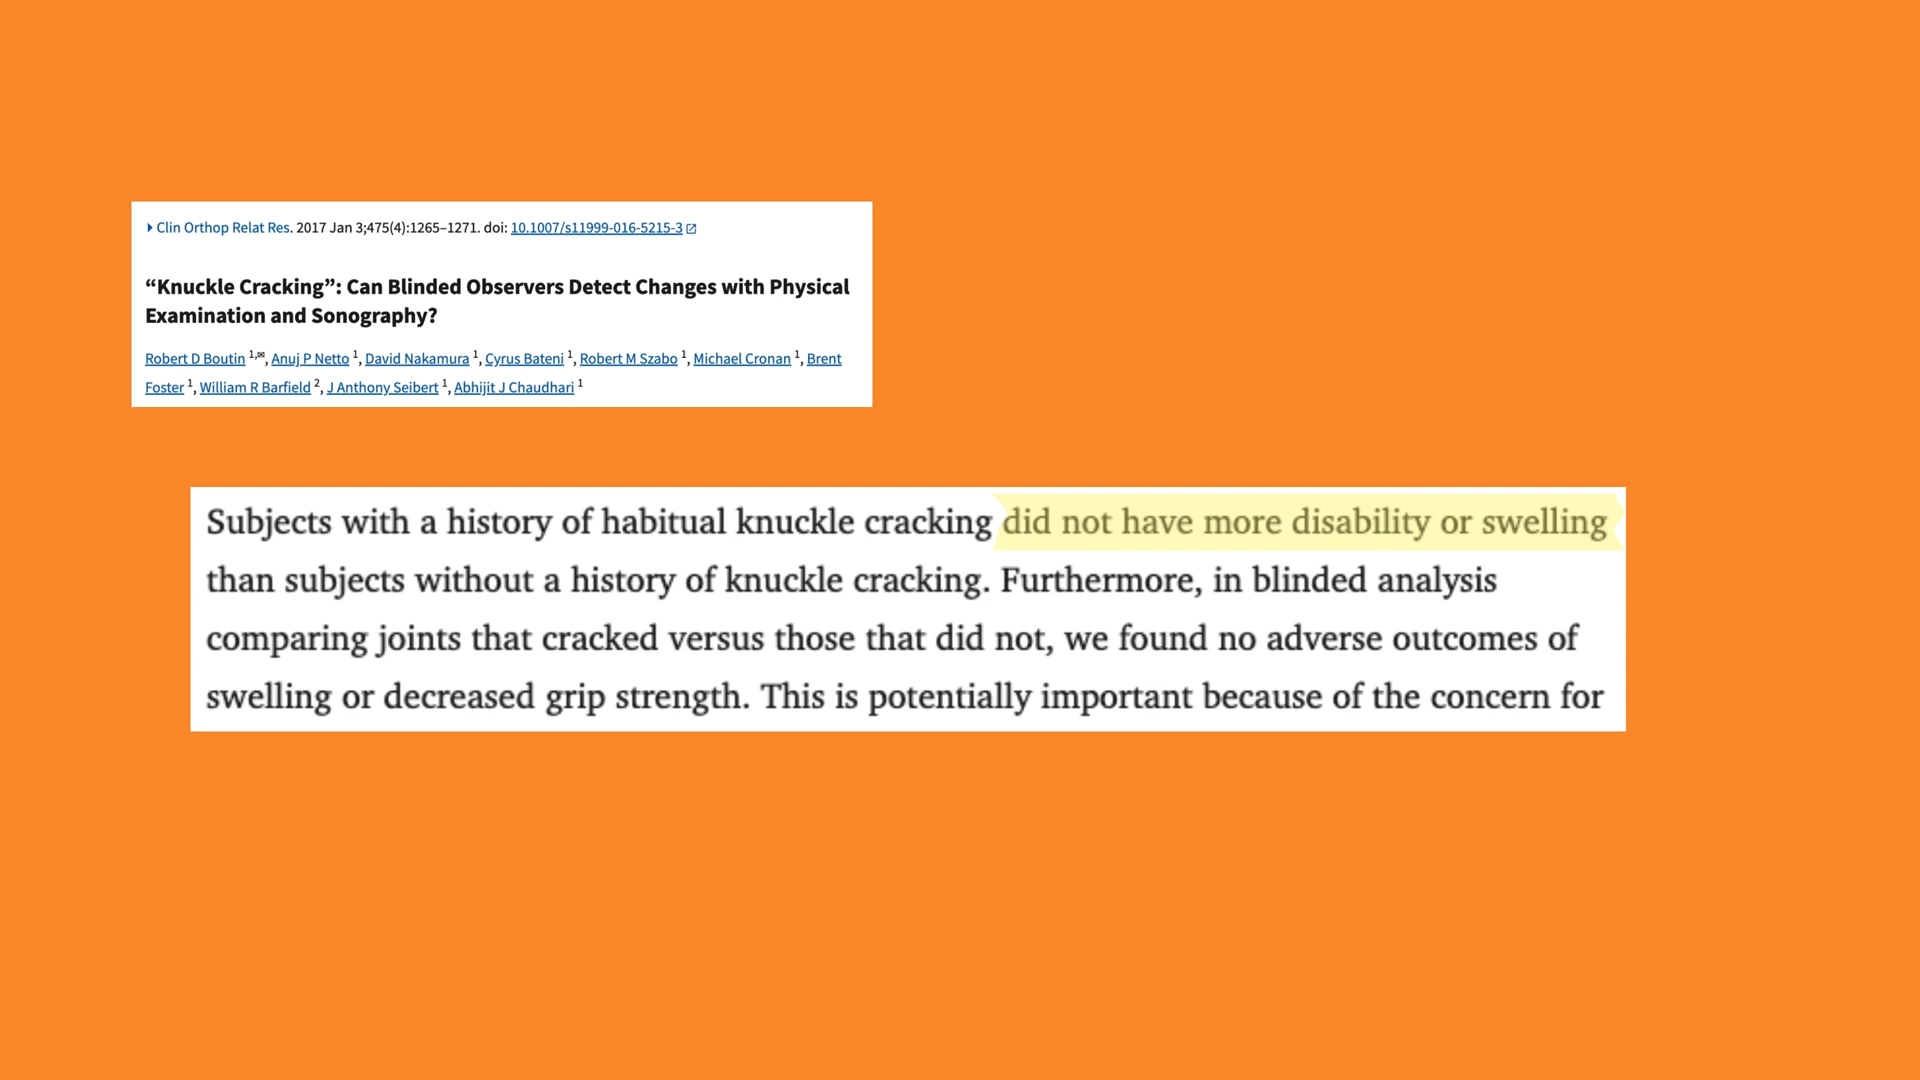 Clin Orthop Relat Res. 2017 Jan 3;475(4):1265–1271. doi: 10.1007/s11999-016-5215-3
“Knuckle Cracking”: Can Blinded Observers Detect Changes with Physical
Examination and Sonography?
Robert D Boutin 1,✉, Anuj P Netto 1, David Nakamura 1, Cyrus Bateni 1, Robert M Szabo 1, Michael Cronan 1, Brent
Foster 1, William R Barfield 2, J Anthony Seibert 1, Abhijit J Chaudhari 1
Subjects with a history of habitual knuckle cracking did not have more disability or swelling
than subjects without a history of knuckle cracking. Furthermore, in blinded analysis
comparing joints that cracked versus those that did not, we found no adverse outcomes of
swelling or decreased grip strength. This is potentially important because of the concern for